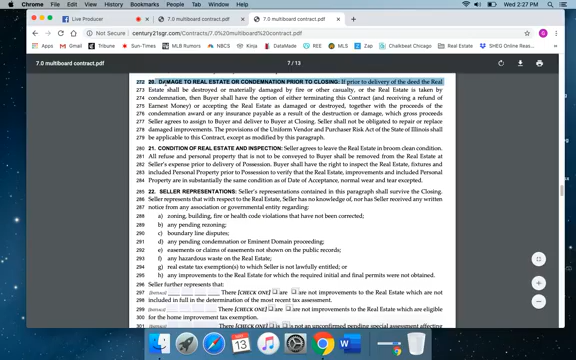 Chrome File Edit View History Bookmarks People Tab Window Help
Wed 2:27 PM
Live Producer
7.0 multiboard Contract.pdf
7.0 multiboard contract.pdf
Not Secure | century21sgr.com/Contracts/7.0%20multiboard%20contract.pdf
Apps Facebook Sun-Times MLB Rumors NBC Kinja DataMade REIT Crain's Chase Real Estate SHEQ Online Resources
Other Bookmarks
7.0 multiboard contract.pdf
7 / 13
272 20. DAMAGE TO REAL ESTATE OR CONDEMNATION PRIOR TO CLOSING: If prior to delivery of the deed the Real
273 Estate shall be destroyed or materially damaged by fire or other casualty, or the Real Estate is taken by
274 condemnation, then Buyer shall have the option of either terminating this Contract (and receiving a refund of
275 Earnest Money) or accepting the Real Estate as damaged or destroyed, together with the proceeds of the
276 condemnation award or any insurance payable as a result of the destruction or damage, which gross proceeds
277 Seller agrees to assign to Buyer and deliver to Buyer at Closing. Seller shall not be obligated to repair or replace
278 damaged improvements. The provisions of the Uniform Vendor and Purchaser Risk Act of the State of Illinois shall
279 be applicable to this Contract, except as modified by this paragraph.
280 21. CONDITION OF REAL ESTATE AND INSPECTION: Seller agrees to leave the Real Estate in broom clean condition.
281 All refuse and personal property that is not to be conveyed to Buyer shall be removed from the Real Estate at
282 Seller's expense prior to delivery of Possession. Buyer shall have the right to inspect the Real Estate, fixtures and
283 included Personal Property prior to Possession to verify that the Real Estate, improvements and included Personal
284 Property are in substantially the same condition as of Date of Acceptance, normal wear and tear excepted.
285 22. SELLER REPRESENTATIONS: Seller's representations contained in this paragraph shall survive the Closing.
286 Seller represents that with respect to the Real Estate, Seller has no knowledge of, nor has Seller received any written
287 notice from any association or governmental entity regarding:
288 a) zoning, building, fire or health code violations that have not been corrected;
289 b) any pending rezoning;
290 c) boundary line disputes;
291 d) any pending condemnation or Eminent Domain proceeding;
292 e) easements or claims of easements not shown on the public records;
293 f) any hazardous waste on the Real Estate;
294 g) real estate tax exemption(s) to which Seller is not lawfully entitled; or
295 h) any improvements to the Real Estate for which the required initial and final permits were not obtained.
296 Seller further represents that:
297 There [CHECK ONE] ☐ are ☐ are not improvements to the Real Estate which are not
298 included in full in the determination of the most recent tax assessment.
299 There [CHECK ONE] ☐ are ☐ are not improvements to the Real Estate which are eligible
300 for the home improvement tax exemption.
301 There [CHECK ONE] ☐ is ☐ is not an unconfirmed pending special assessment affecting
13